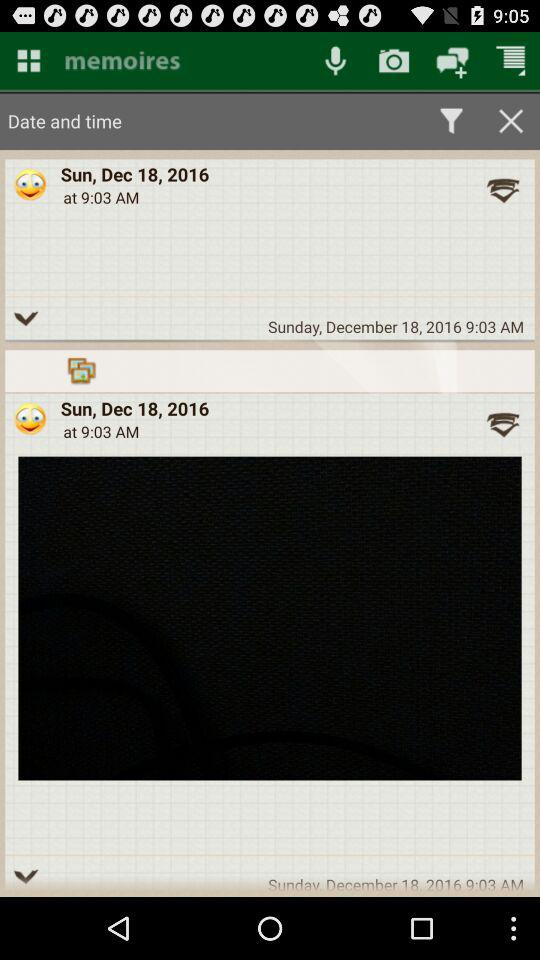 9:05
memoires
Date and time
Sun, Dec 18, 2016
at 9:03 AM
Sunday, December 18, 2016 9:03 AM
Sun, Dec 18, 2016
at 9:03 AM
Sunday, December 18, 2016 9:03 AM